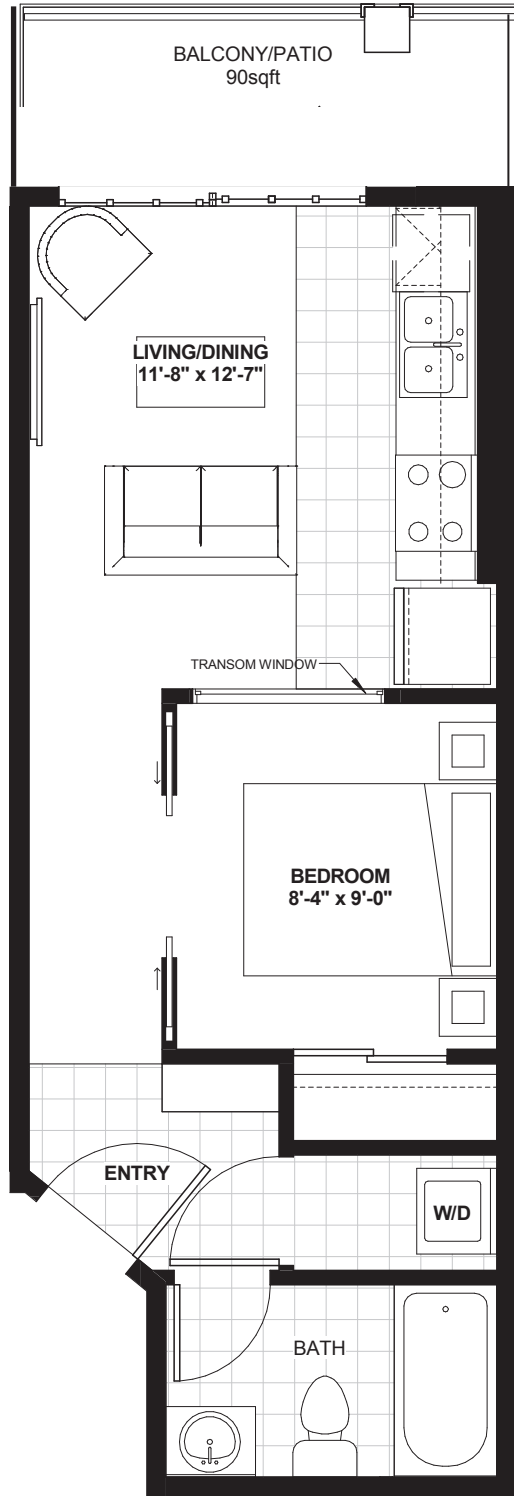 BALCONY/PATIO
90sqft
LIVING/DINING
11'-8" x 12'-7"
TRANSOM WINDOW
BEDROOM
8'-4" x 9'-0"
ENTRY
W/D
BATH